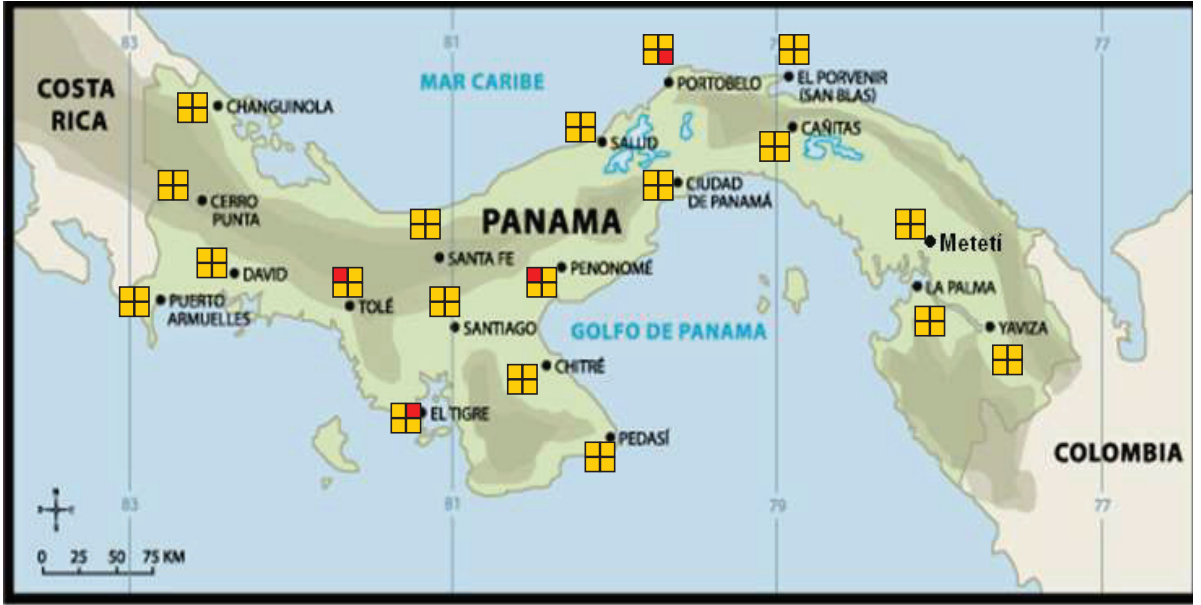 83
81
79
77
COSTA
RICA
MAR CARIBE
PORTOBELO
EL PORVENIR
(SAN BLAS)
CHANGUINOLA
SALUD
CAÑITAS
CERRO
PUNTA
CIUDAD
DE PANAMÁ
PANAMA
Metetí
SANTA FE
PENONOMÉ
DAVID
LA PALMA
PUERTO
ARMUELLES
TOLÉ
SANTIAGO
GOLFO DE PANAMA
YAVIZA
CHITRÉ
EL TIGRE
PEDASÍ
COLOMBIA
83
81
79
77
0 25 50 75 KM